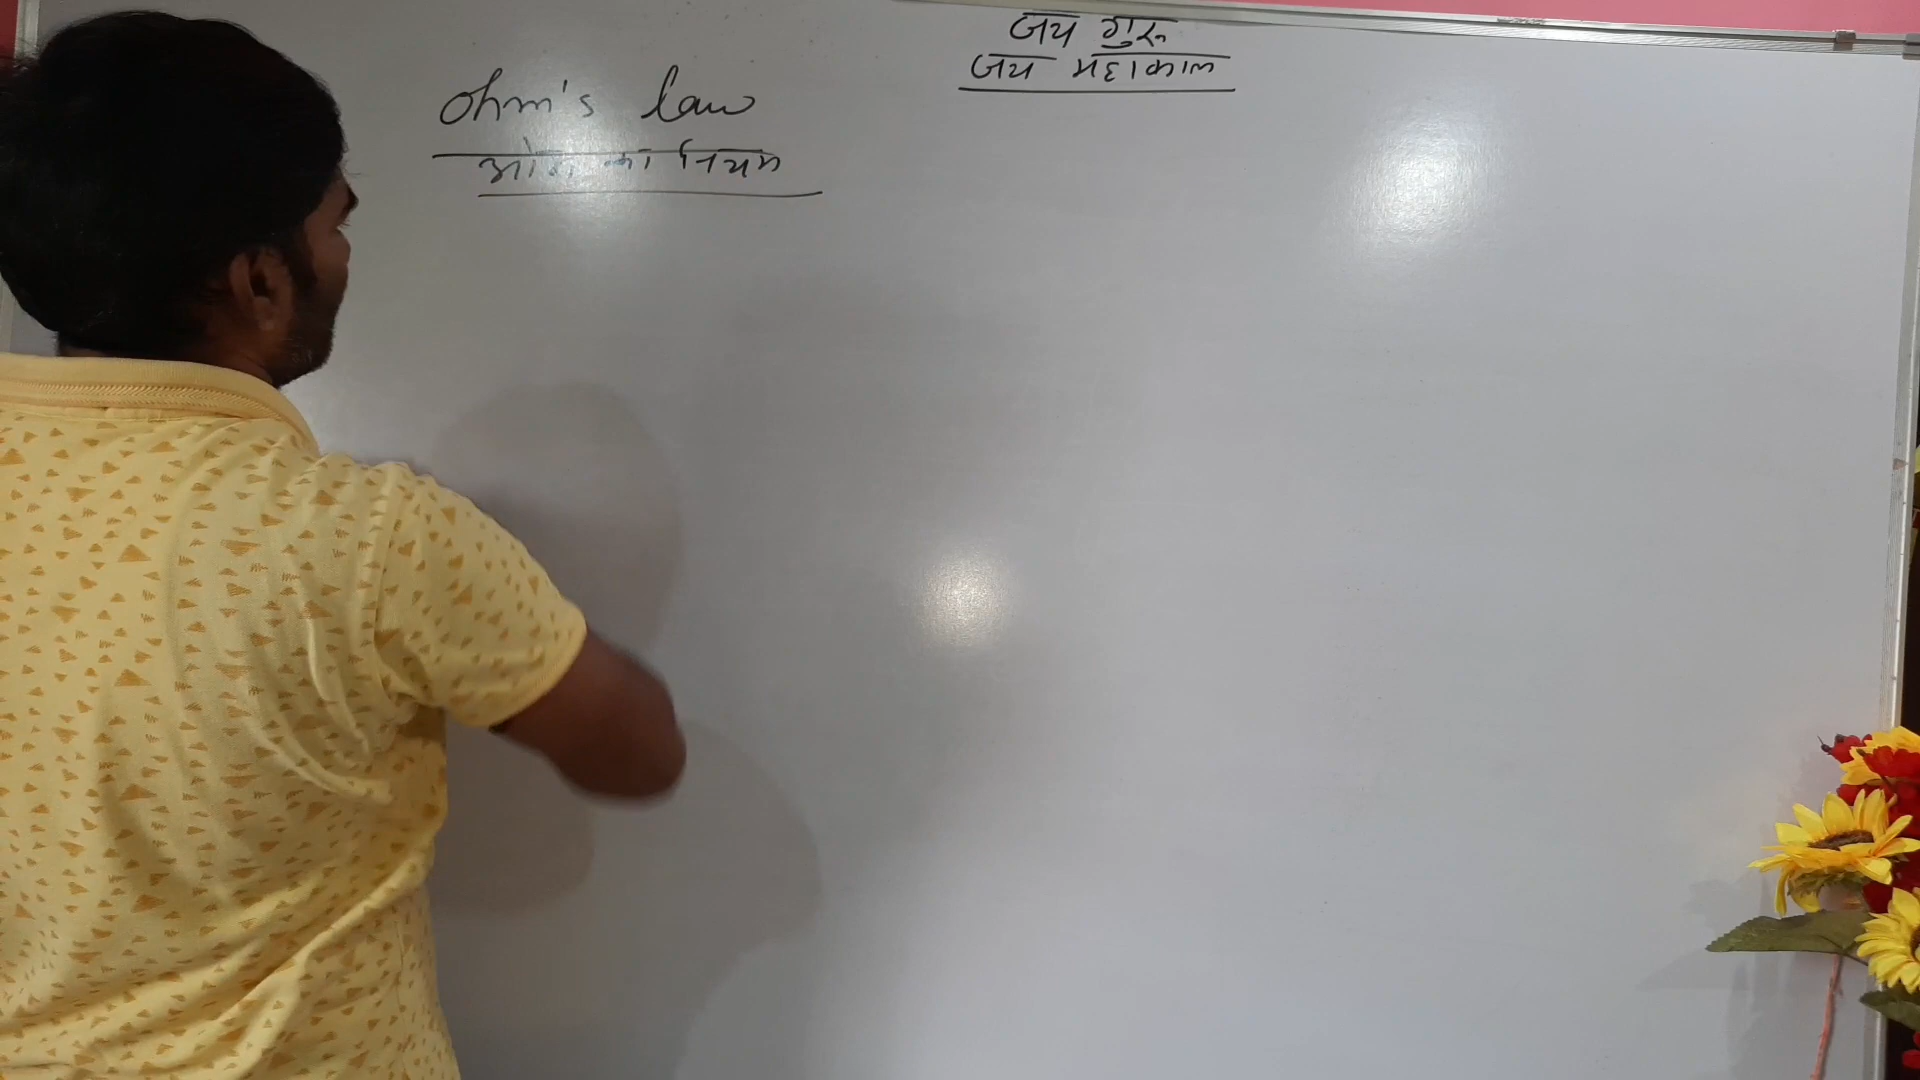 जय गुरु
जय महाकाल
ohm's law
ओम का नियम